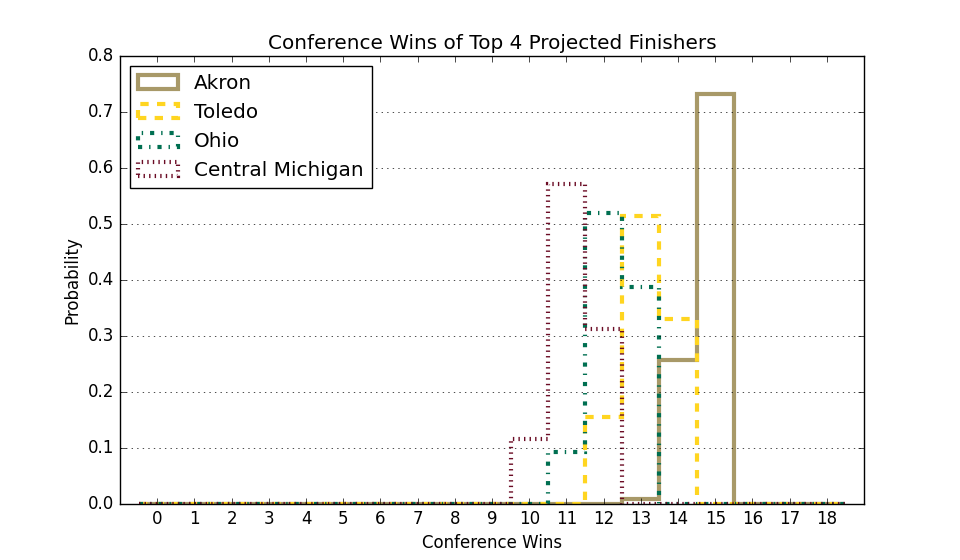 Conference Wins of Top 4 Projected Finishers
Akron
Toledo
Ohio
Central Michigan
Probability
0.8
0.7
0.6
0.5
0.4
0.3
0.2
0.1
0.0
0 1 2 3 4 5 6 7 8 9 10 11 12 13 14 15 16 17 18
Conference Wins